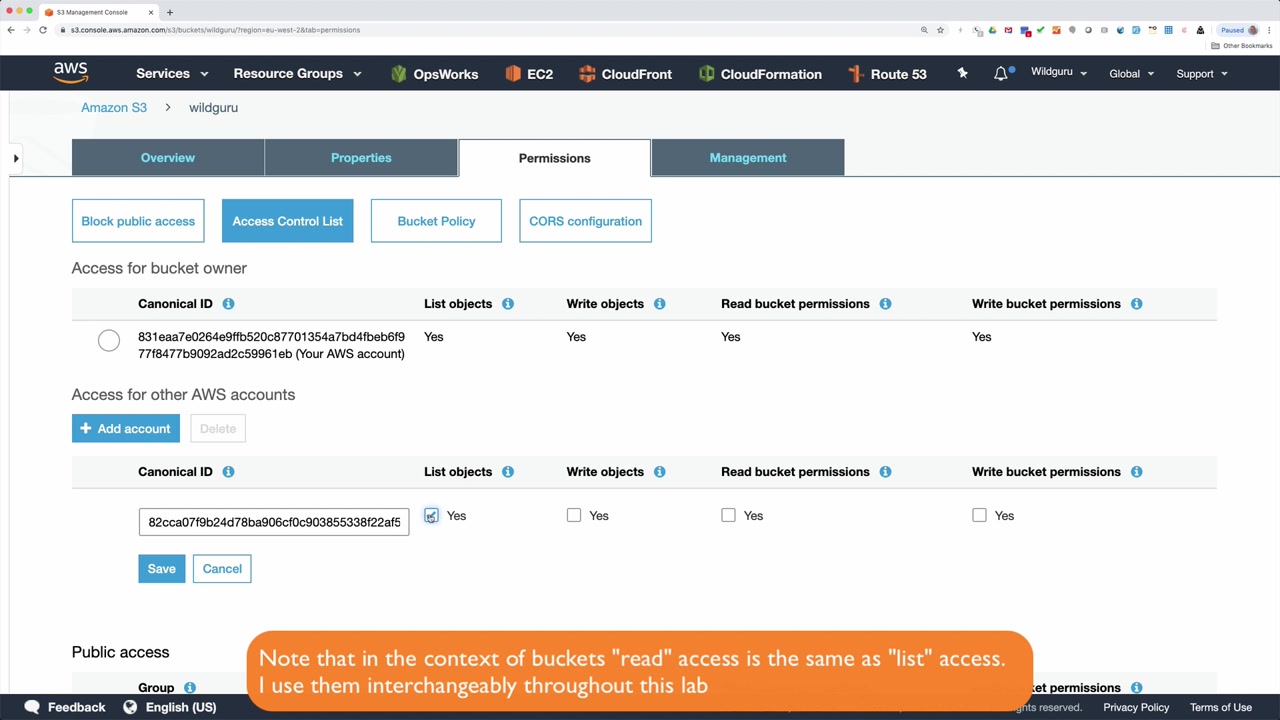 S3 Management Console
s3.console.aws.amazon.com/s3/buckets/wildguru/?region=eu-west-2&tab=permissions
Paused
Other Bookmarks
aws
Services
Resource Groups
OpsWorks
EC2
CloudFront
CloudFormation
Route 53
Wildguru
Global
Support
Amazon S3 > wildguru
Overview
Properties
Permissions
Management
Block public access
Access Control List
Bucket Policy
CORS configuration
Access for bucket owner
Canonical ID
List objects
Write objects
Read bucket permissions
Write bucket permissions
831eaa7e0264e9ffb520c87701354a7bd4fbeb6f9
77f8477b9092ad2c59961eb (Your AWS account)
Yes
Yes
Yes
Yes
Access for other AWS accounts
+ Add account
Delete
Canonical ID
List objects
Write objects
Read bucket permissions
Write bucket permissions
82cca07f9b24d78ba906cf0c903855338f22af5
Yes
Yes
Yes
Yes
Save
Cancel
Public access
Note that in the context of buckets "read" access is the same as "list" access.
I use them interchangeably throughout this lab
Group
bucket permissions
Feedback
English (US)
ghts reserved.
Privacy Policy
Terms of Use